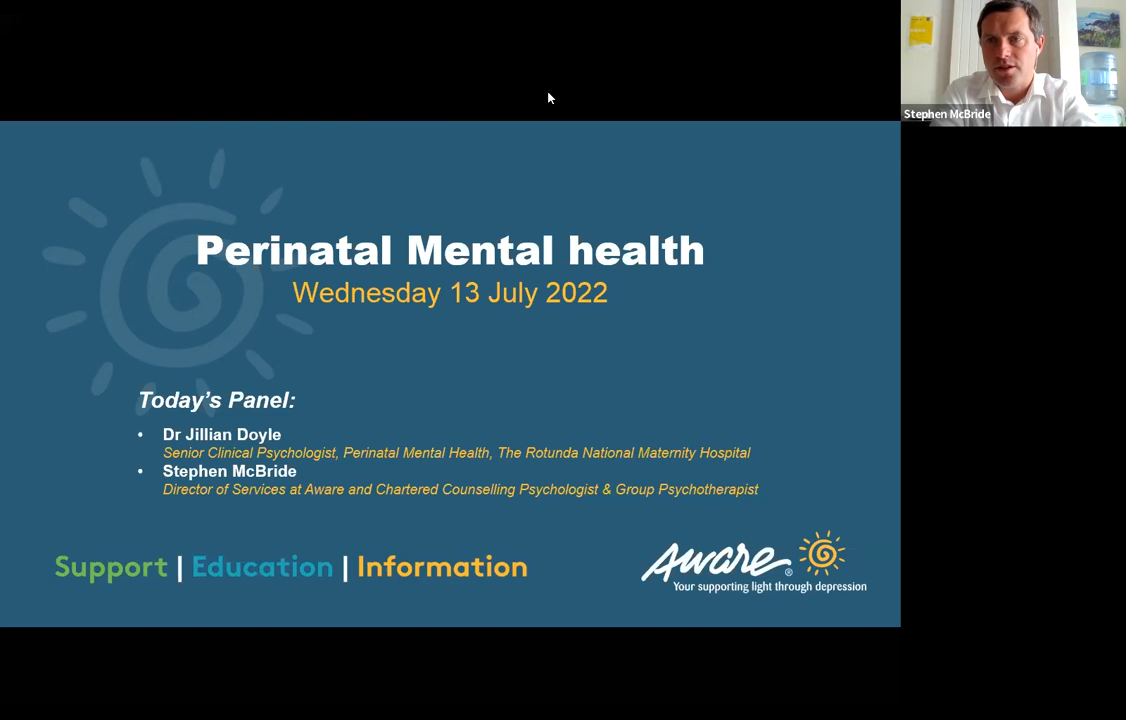 Stephen McBride
Perinatal Mental health
Wednesday 13 July 2022
Today's Panel:
• Dr Jillian Doyle
Senior Clinical Psychologist, Perinatal Mental Health, The Rotunda National Maternity Hospital
• Stephen McBride
Director of Services at Aware and Chartered Counselling Psychologist & Group Psychotherapist
Support | Education | Information
Aware®
Your supporting light through depression